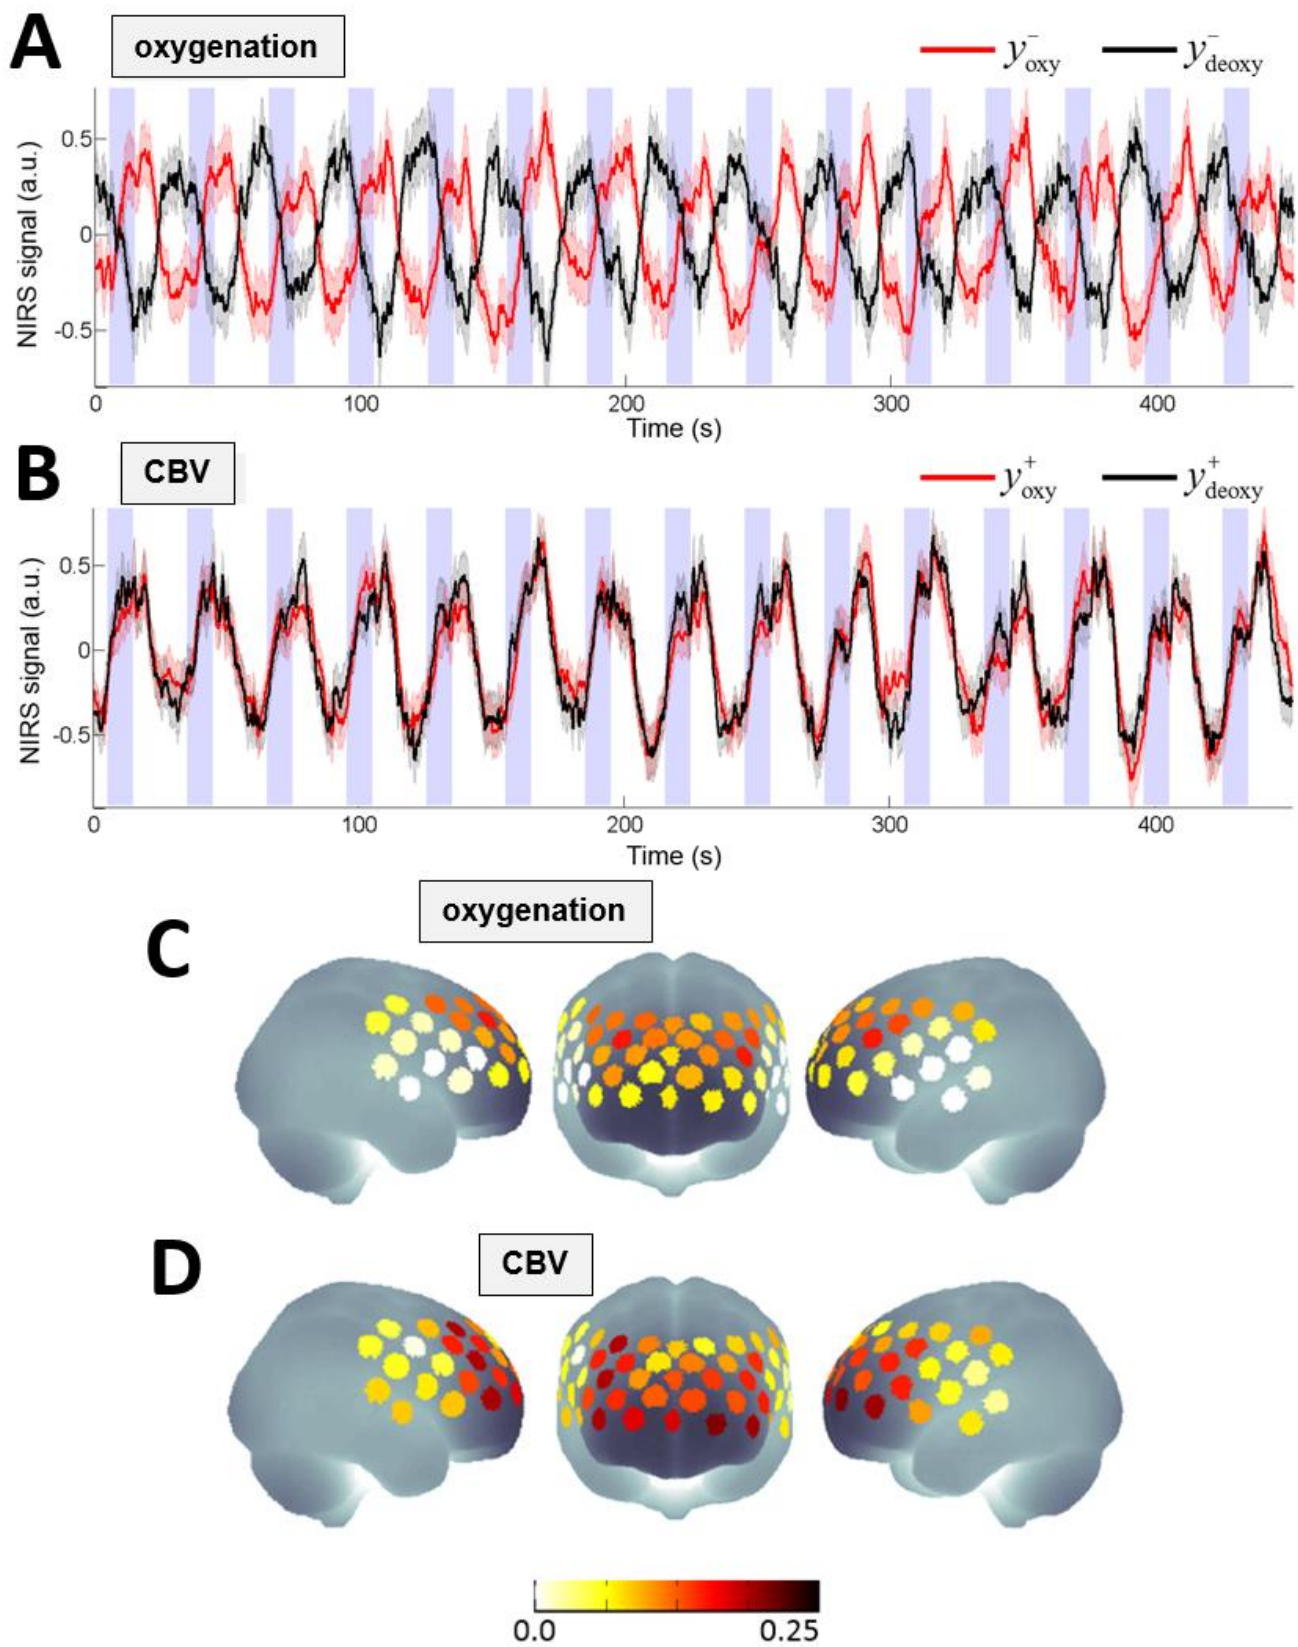 A
oxygenation
y⁻oxy y⁻deoxy
NIRS signal (a.u.)
0.5
0
-0.5
0 100 200 300 400
Time (s)
B
CBV
y⁺oxy y⁺deoxy
NIRS signal (a.u.)
0.5
0
-0.5
0 100 200 300 400
Time (s)
oxygenation
C
CBV
D
0.0 0.25